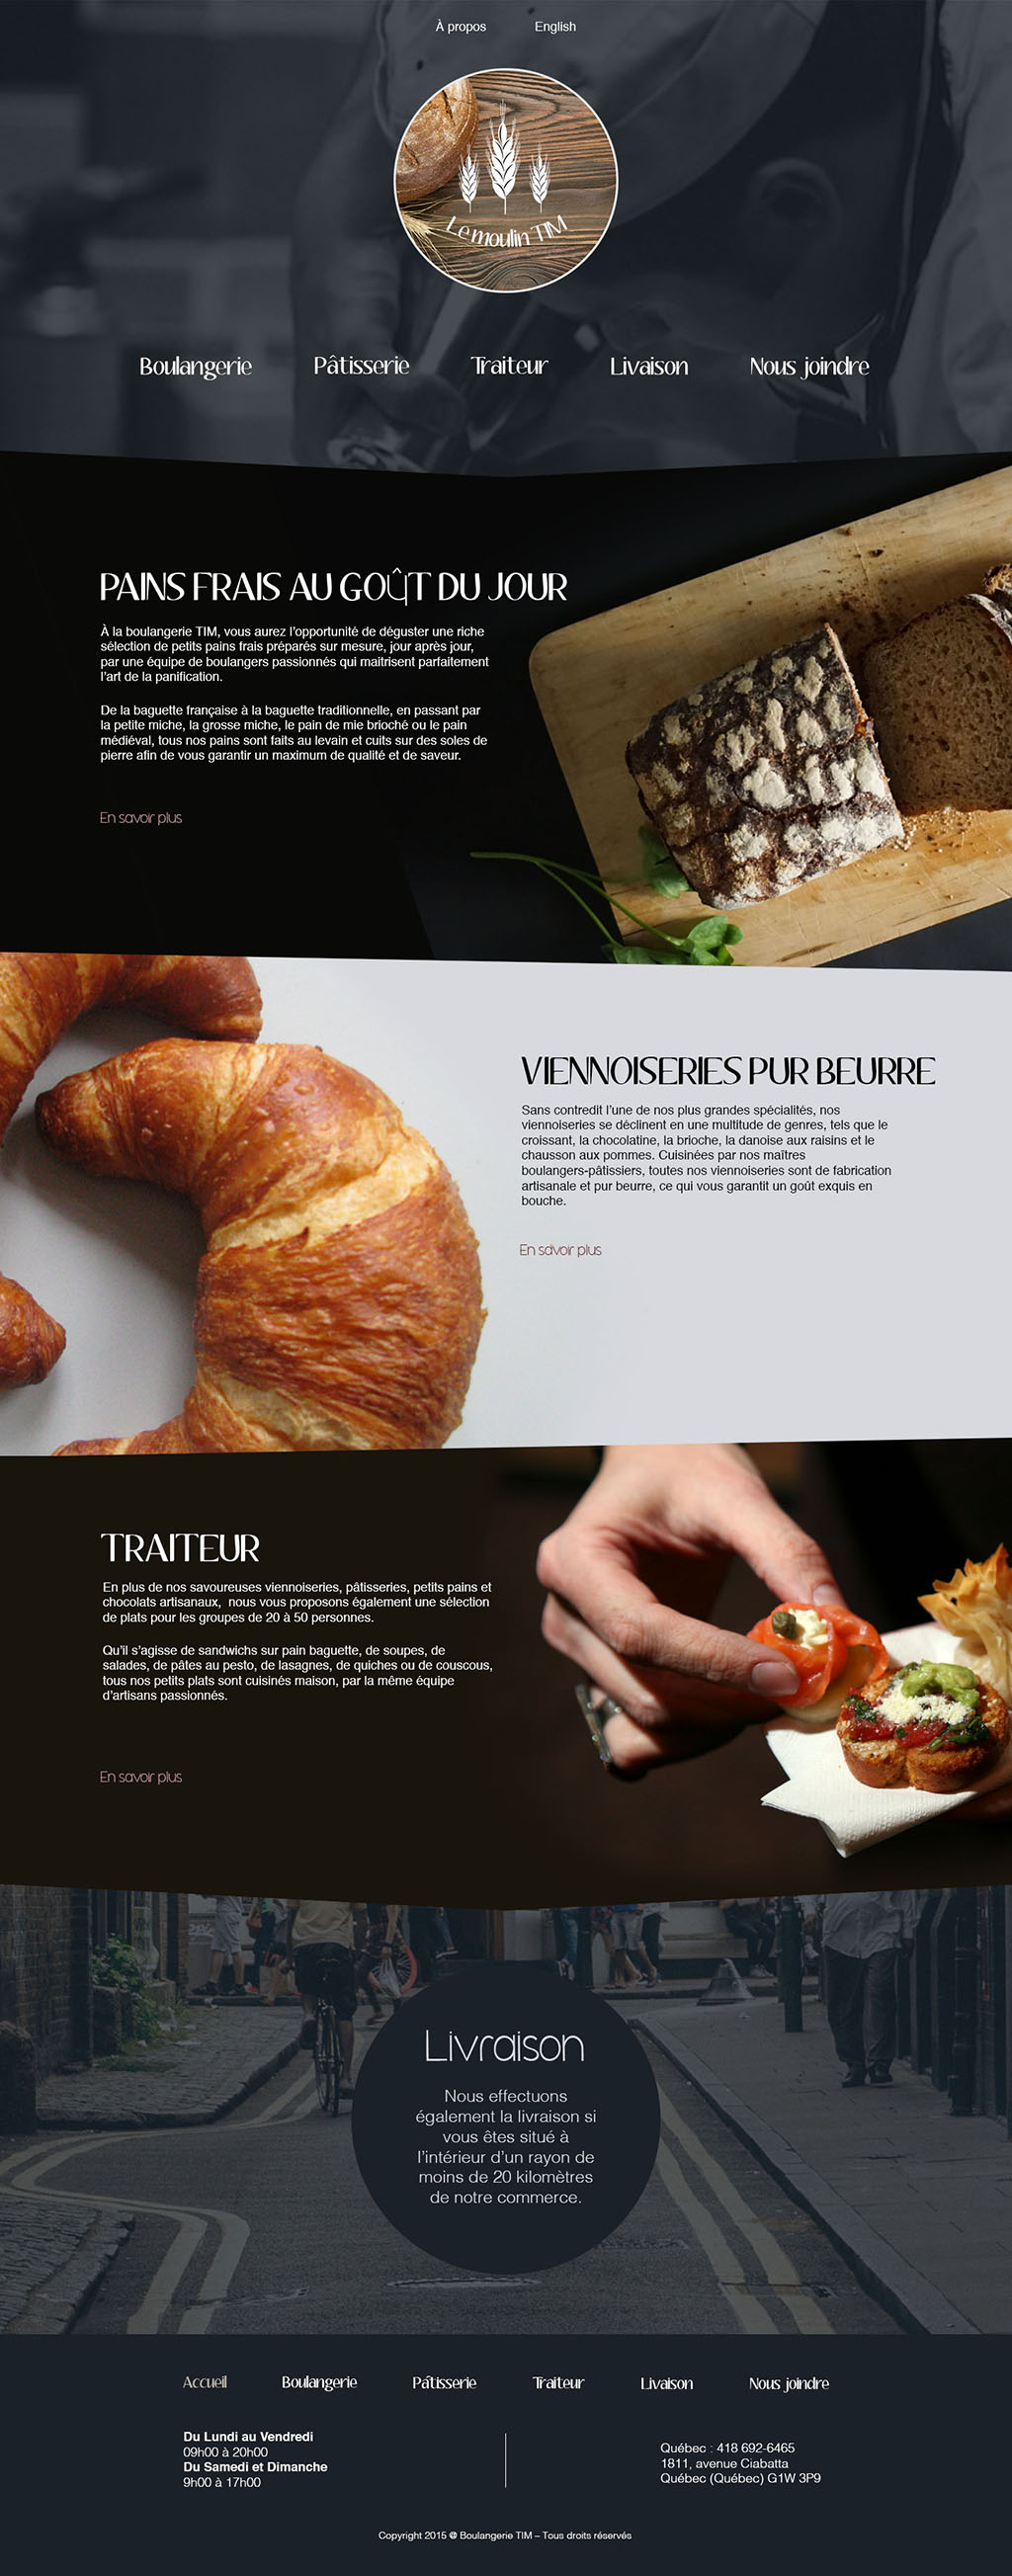 À propos English
Le moulin TIM
Boulangerie Pâtisserie Traiteur Livaison Nous joindre
PAINS FRAIS AU GOÛT DU JOUR
À la boulangerie TIM, vous aurez l'opportunité de déguster une riche
sélection de petits pains frais préparés sur mesure, jour après jour,
par une équipe de boulangers passionnés qui maitrisent parfaitement
l'art de la panification.
De la baguette française à la baguette traditionnelle, en passant par
la petite miche, la grosse miche, le pain de mie brioché ou le pain
médiéval, tous nos pains sont faits au levain et cuits sur des soles de
pierre afin de vous garantir un maximum de qualité et de saveur.
En savoir plus
VIENNOISERIES PUR BEURRE
Sans contredit l'une de nos plus grandes spécialités, nos
viennoiseries se déclinent en une multitude de genres, tels que le
croissant, la chocolatine, la brioche, la danoise aux raisins et le
chausson aux pommes. Cuisinées par nos maîtres
boulangers-pâtissiers, toutes nos viennoiseries sont de fabrication
artisanale et pur beurre, ce qui vous garantit un goût exquis en
bouche.
En savoir plus
TRAITEUR
En plus de nos savoureuses viennoiseries, pâtisseries, petits pains et
chocolats artisanaux,  nous vous proposons également une sélection
de plats pour les groupes de 20 à 50 personnes.
Qu'il s'agisse de sandwichs sur pain baguette, de soupes, de
salades, de pâtes au pesto, de lasagnes, de quiches ou de couscous,
tous nos petits plats sont cuisinés maison, par la même équipe
d'artisans passionnés.
En savoir plus
Livraison
Nous effectuons
également la livraison si
vous êtes situé à
l'intérieur d'un rayon de
moins de 20 kilomètres
de notre commerce.
Accueil Boulangerie Pâtisserie Traiteur Livaison Nous joindre
Du Lundi au Vendredi
09h00 à 20h00
Du Samedi et Dimanche
9h00 à 17h00
Québec : 418 692-6465
1811, avenue Ciabatta
Québec (Québec) G1W 3P9
Copyright 2015 @ Boulangerie TIM – Tous droits réservés